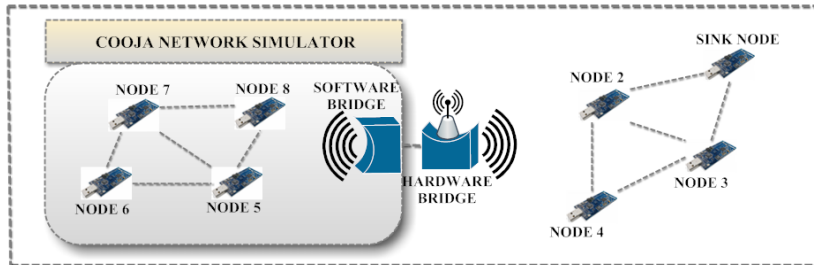 COOJA NETWORK SIMULATOR
SINK NODE
NODE 7
NODE 8
SOFTWARE
BRIDGE
NODE 2
NODE 6
NODE 5
HARDWARE
BRIDGE
NODE 3
NODE 4